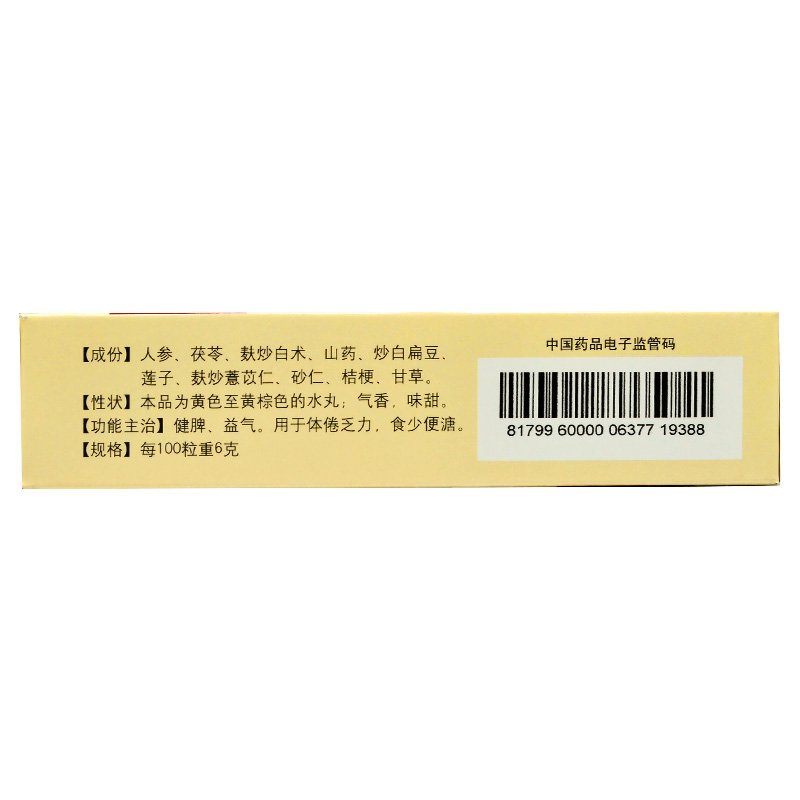 【成份】人参、茯苓、麸炒白术、山药、炒白扁豆、
莲子、麸炒薏苡仁、砂仁、桔梗、甘草。
【性状】本品为黄色至黄棕色的水丸；气香，味甜。
【功能主治】健脾、益气。用于体倦乏力，食少便溏。
【规格】每100粒重6克
中国药品电子监管码
81799 60000 06377 19388